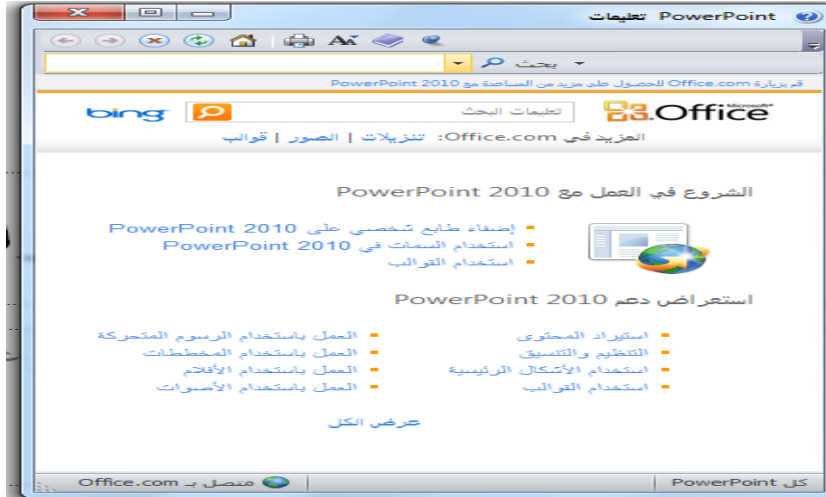 تعليمات PowerPoint
بحث
قم بزيارة Office.com للحصول على مزيد من المساعدة مع PowerPoint 2010
Microsoft®
Office
تعليمات البحث
bing
المزيد في Office.com: تنزيلات | الصور | قوالب
الشروع في العمل مع PowerPoint 2010
إضفاء طابع شخصي على PowerPoint 2010
استخدام السمات في PowerPoint 2010
استخدام القوالب
استعراض دعم PowerPoint 2010
استيراد المحتوى
التنظيم والتنسيق
استخدام الأشكال الرئيسية
استخدام القوالب
العمل باستخدام الرسوم المتحركة
العمل باستخدام المخططات
العمل باستخدام الأفلام
العمل باستخدام الأصوات
عرض الكل
كل PowerPoint
متصل بـ Office.com